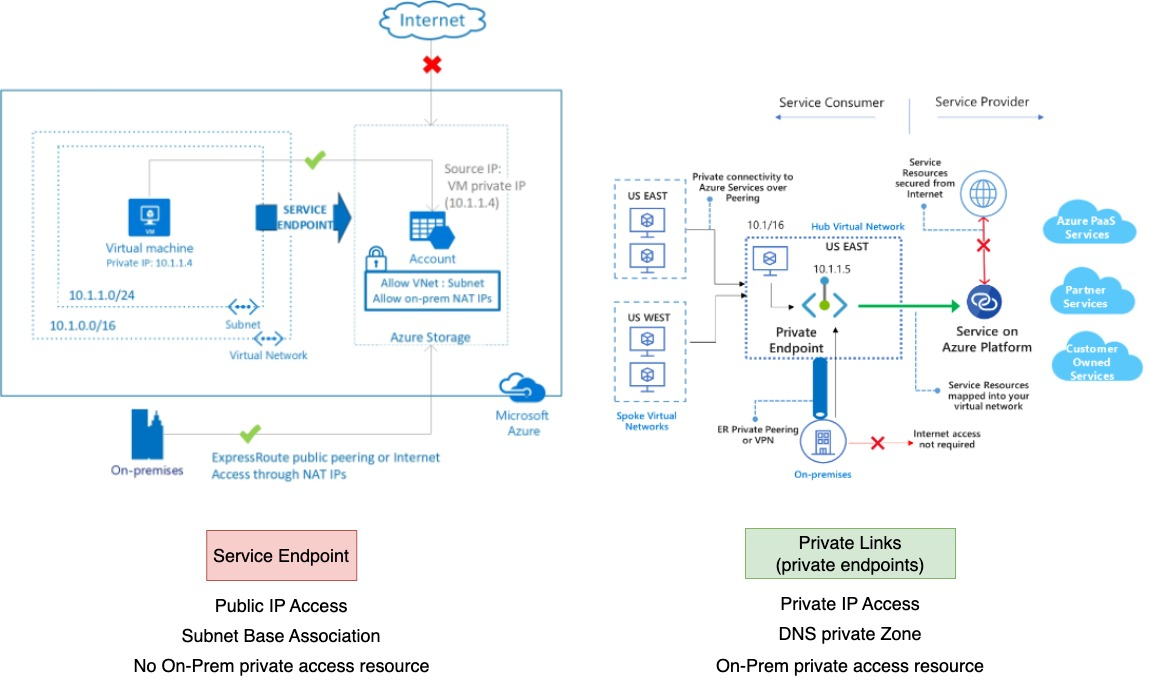 Internet
Source IP:
VM private IP
(10.1.1.4)
SERVICE
ENDPOINT
VM
Virtual machine
Private IP: 10.1.1.4
Account
Allow VNet : Subnet
Allow on-prem NAT IPs
10.1.1.0/24
Subnet
10.1.0.0/16
Virtual Network
Azure Storage
Microsoft
Azure
On-premises
ExpressRoute public peering or Internet
Access through NAT IPs
Service Endpoint
Public IP Access
Subnet Base Association
No On-Prem private access resource
Service Consumer
Service Provider
Service
Resources
secured from
Internet
Private connectivity to
Azure Services over
Peering
US EAST
10.1/16
Hub Virtual Network
US EAST
10.1.1.5
Azure PaaS
Services
Partner
Services
Customer
Owned
Services
US WEST
Private
Endpoint
Service on
Azure Platform
Service Resources
mapped into your
virtual network
Spoke Virtual
Networks
ER Private Peering
or VPN
Internet access
not required
On-premises
Private Links
(private endpoints)
Private IP Access
DNS private Zone
On-Prem private access resource